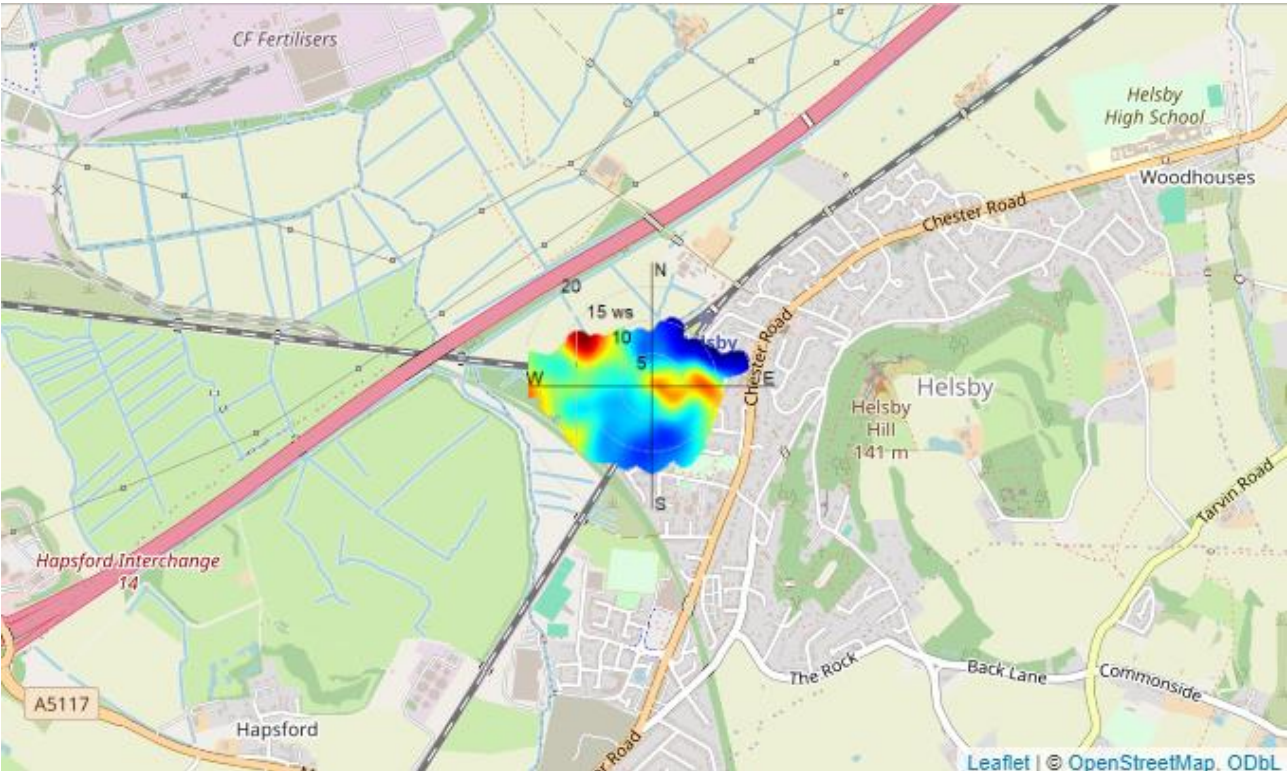 CF Fertilisers
Helsby
High School
Woodhouses
Chester Road
N
20
15 ws
10
5
W
E
S
Chester Road
Helsby
Helsby
Hill
141 m
Tarvin Road
Hapsford Interchange
14
The Rock
Back Lane
Commonside
A5117
Hapsford
Leaflet | © OpenStreetMap, ODbL